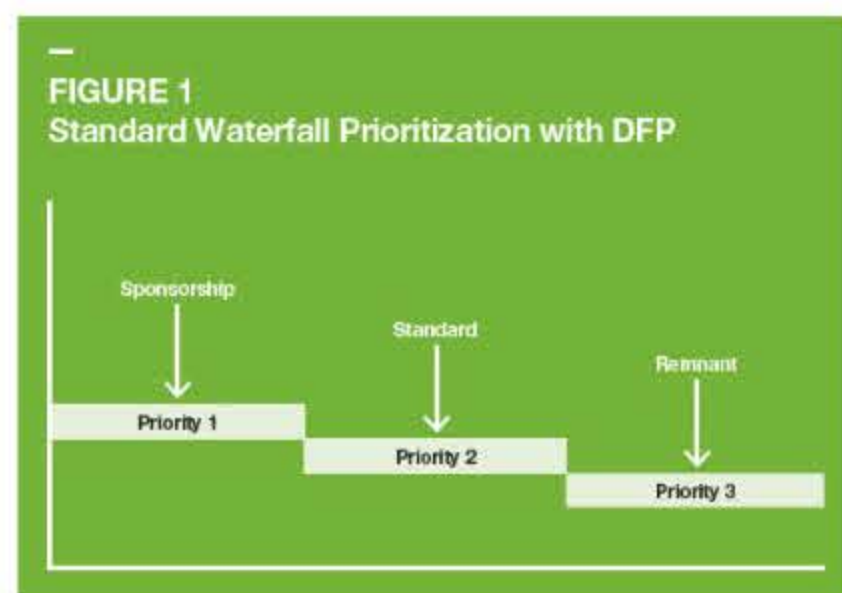 FIGURE 1
Standard Waterfall Prioritization with DFP
Sponsorship
Standard
Remnant
Priority 1
Priority 2
Priority 3